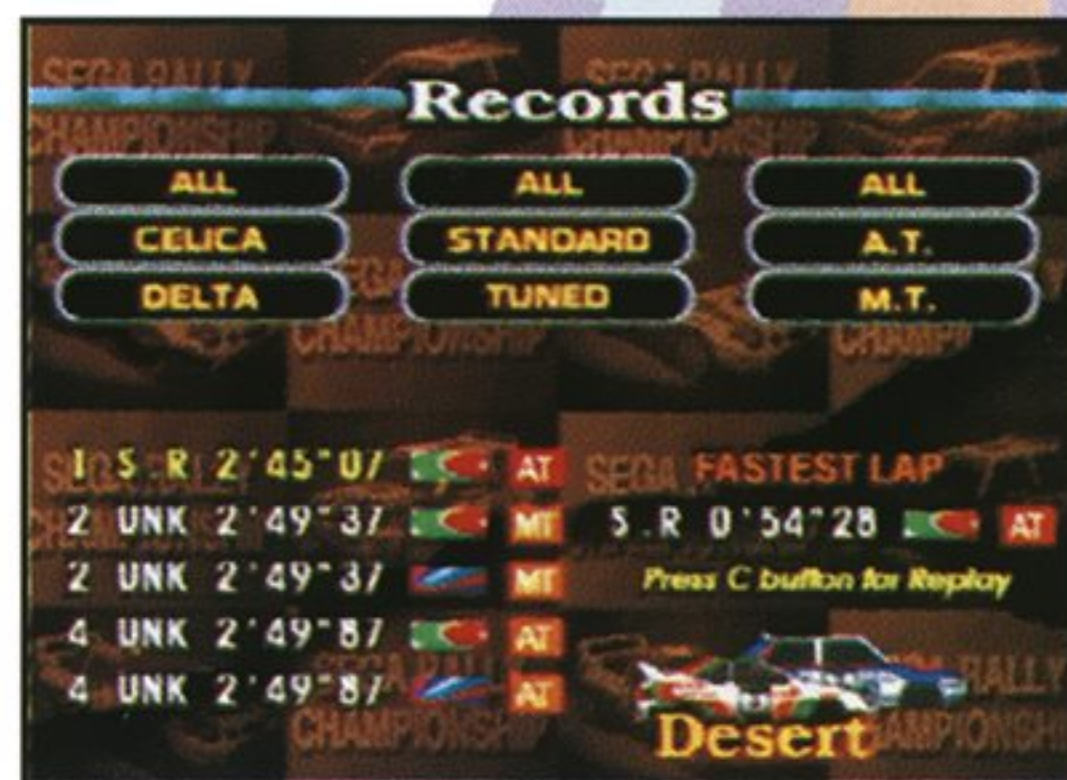 Records
ALL ALL ALL
CELICA STANDARD A.T.
DELTA TUNED M.T.
1 S.R 2'45"07 AT
2 UNK 2'49"37 MT
2 UNK 2'49"37 MT
4 UNK 2'49"87 AT
4 UNK 2'49"87 AT
FASTEST LAP
S.R 0'54"28 AT
Press C button for Replay
Desert
SEGA RALLY
CHAMPIONSHIP